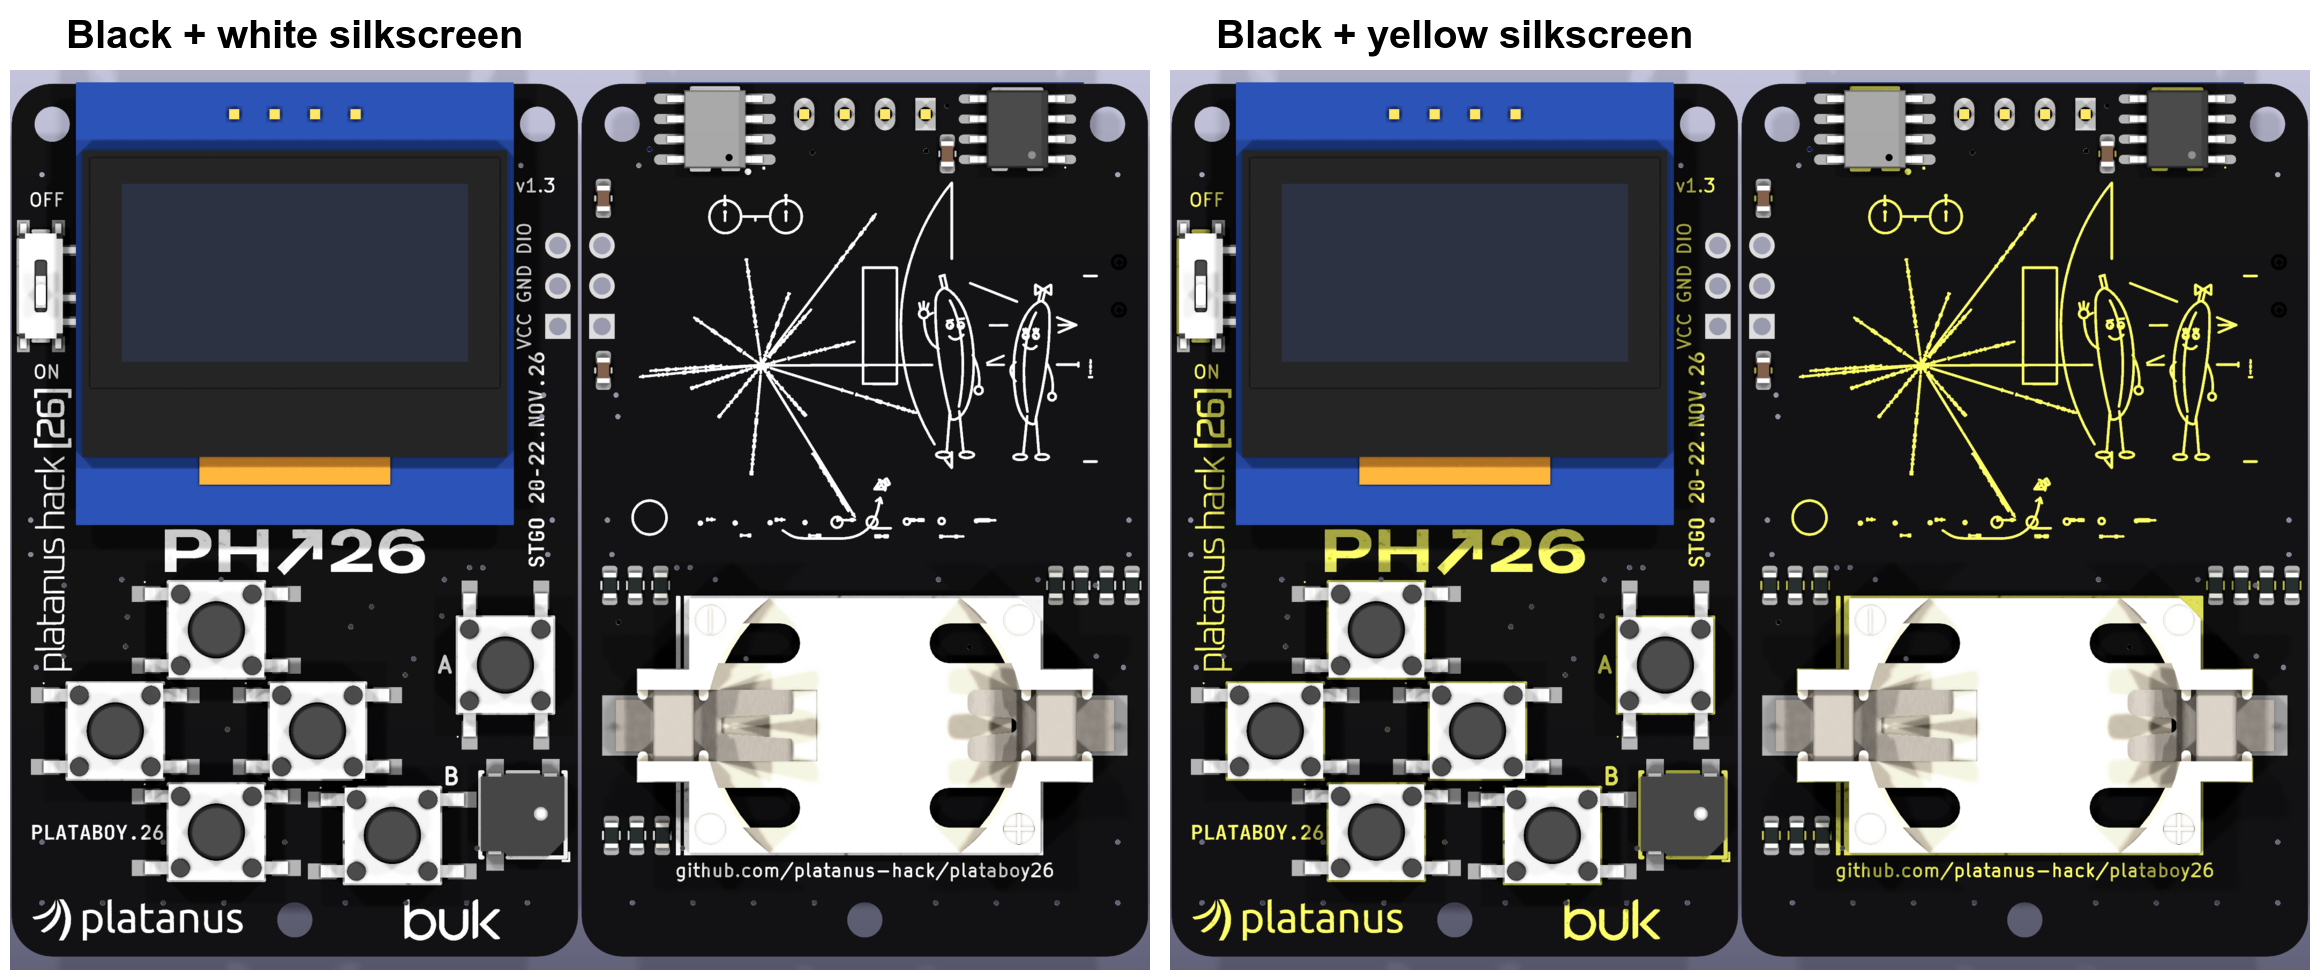 Black + white silkscreen
OFF
ON
v1.3
VCC GND DIO
platanus hack [26]
STGO 20-22.NOV.26
PH↗26
A
B
PLATABOY.26
platanus
buk
github.com/platanus-hack/plataboy26
Black + yellow silkscreen
OFF
ON
v1.3
VCC GND DIO
platanus hack [26]
STGO 20-22.NOV.26
PH↗26
A
B
PLATABOY.26
platanus
buk
github.com/platanus-hack/plataboy26